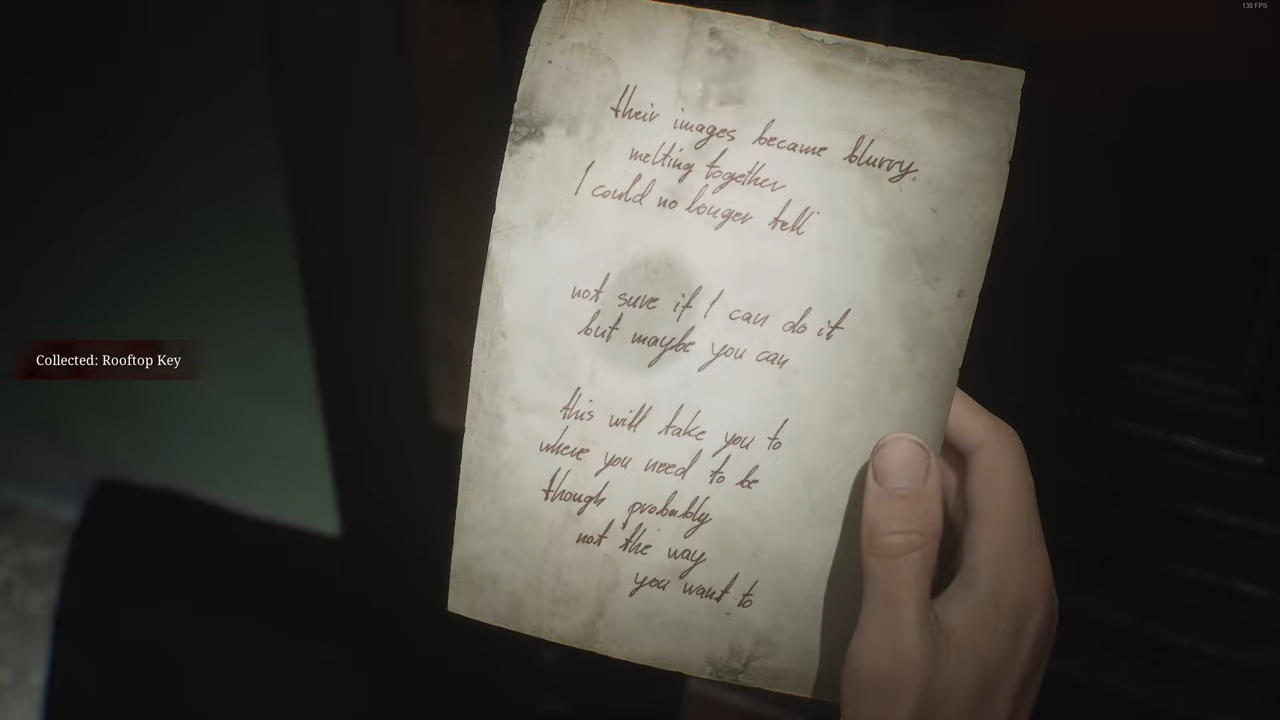 130 FPS
their images became blurry,
melting together
I could no longer tell
not sure if I can do it
but maybe you can
Collected: Rooftop Key
this will take you to
where you need to be
though probably
not the way
you want to